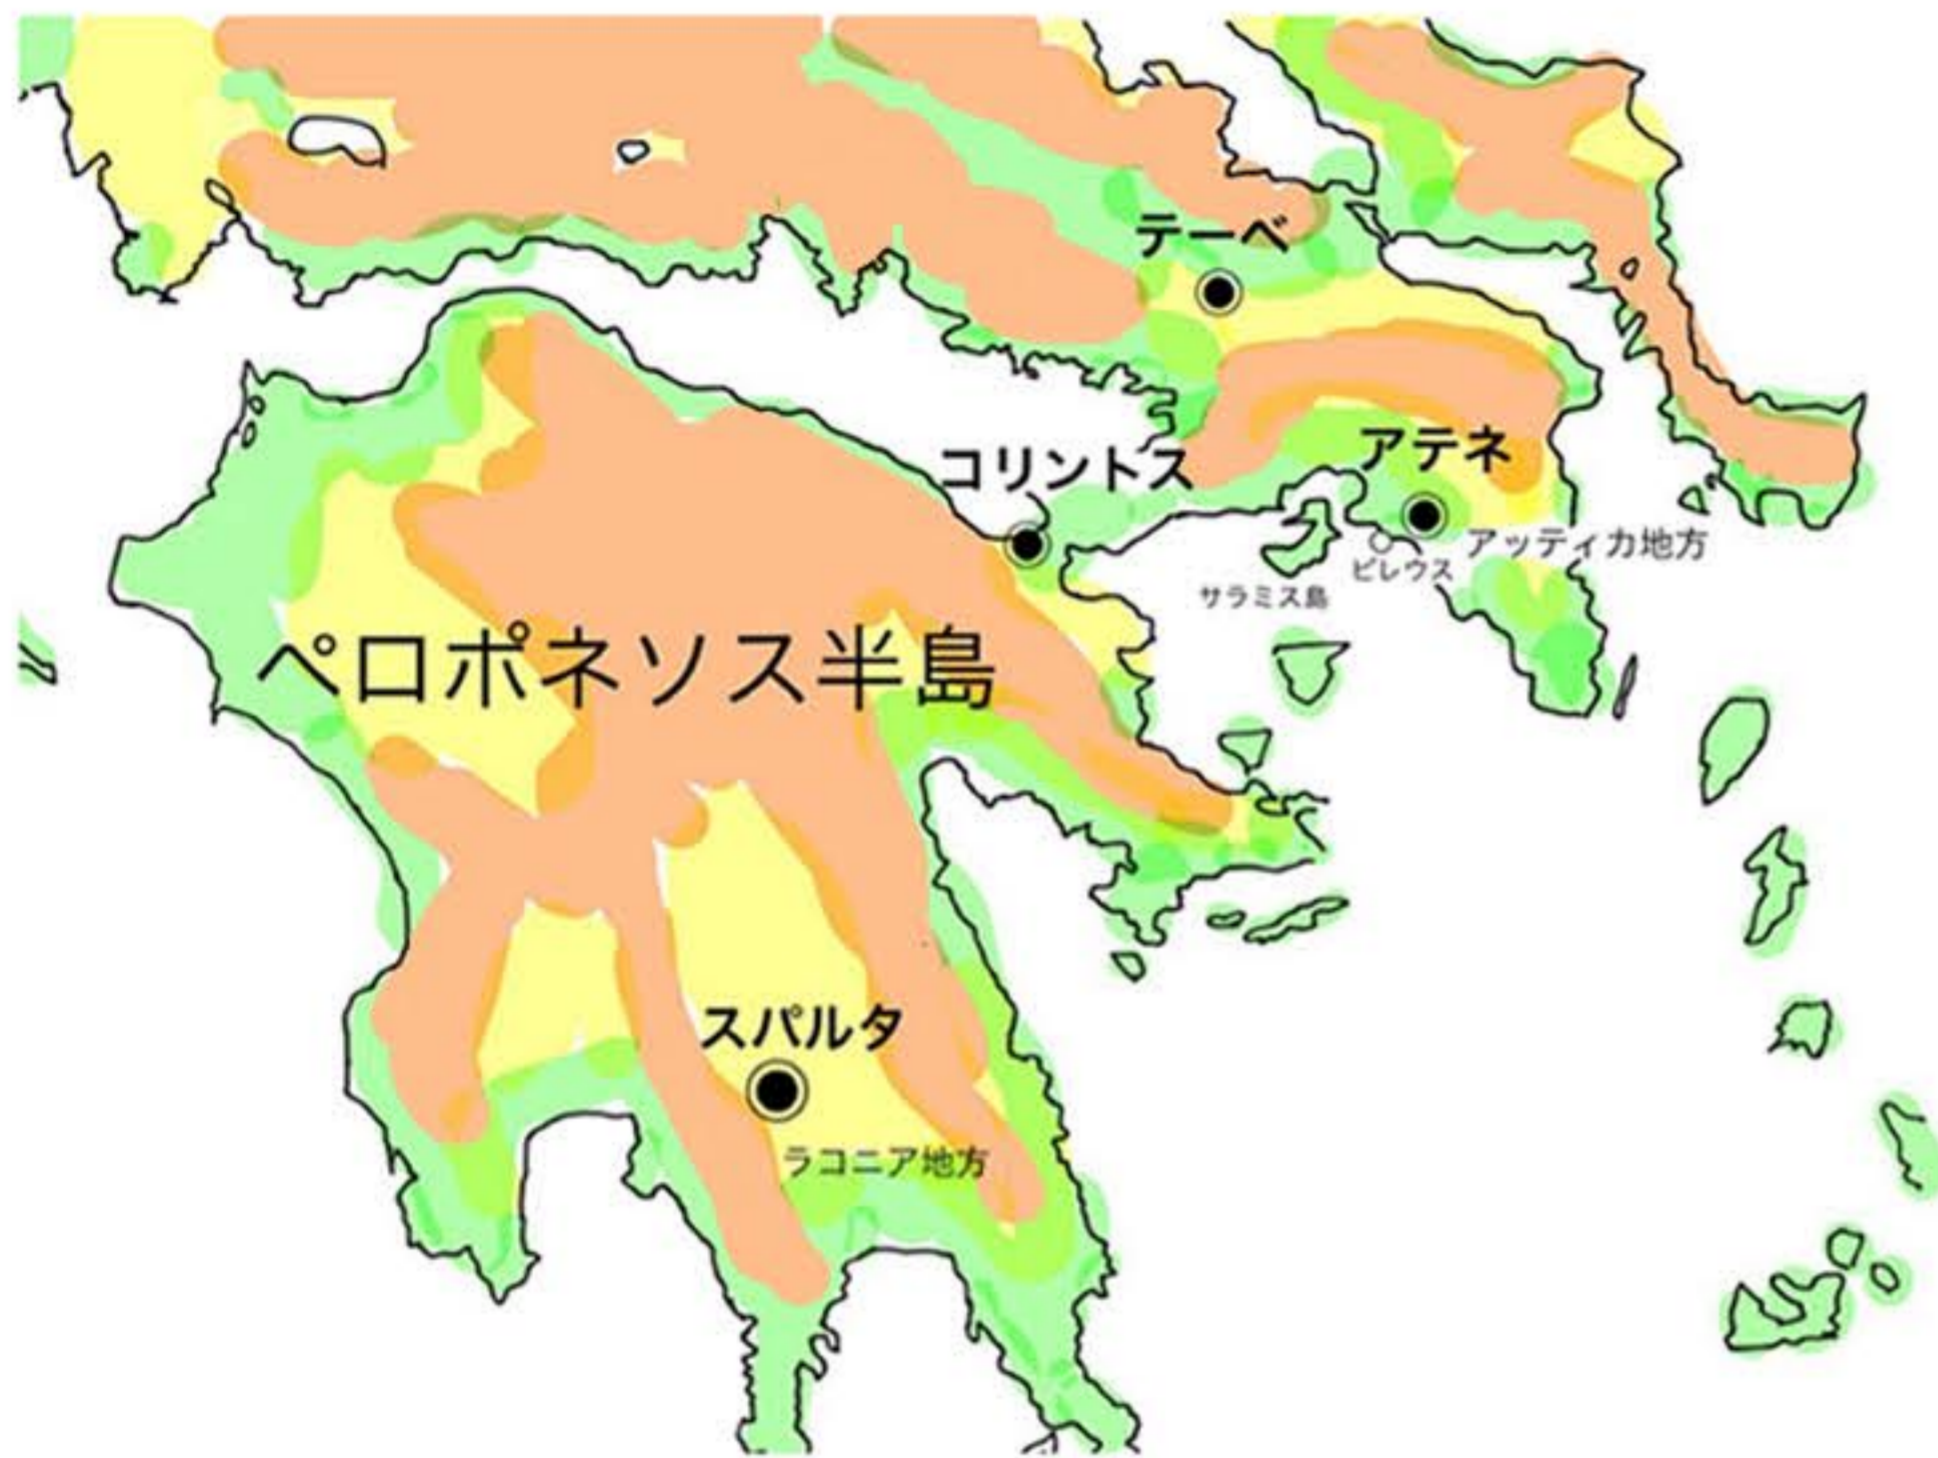 テーベ
コリントス
アテネ
アッティカ地方
ピレウス
サラミス島
ペロポネソス半島
スパルタ
ラコニア地方